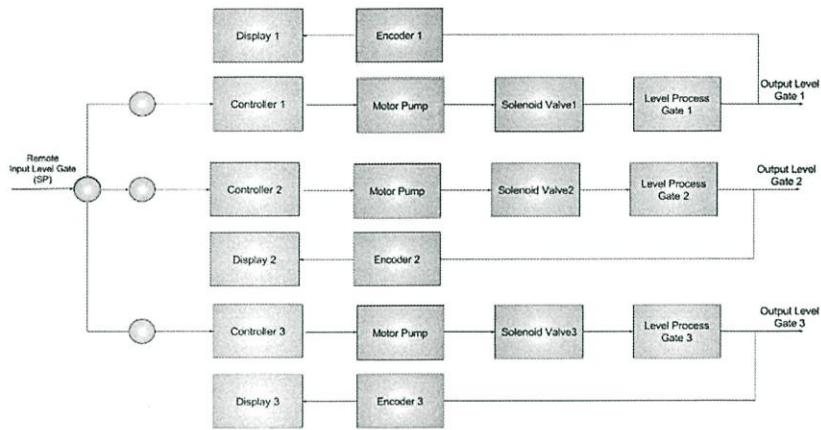 Display 1
Encoder 1
Controller 1
Motor Pump
Solenoid Valve1
Level Process
Gate 1
Output Level
Gate 1
Remote
Input Level Gate
(SP)
Controller 2
Motor Pump
Solenoid Valve2
Level Process
Gate 2
Output Level
Gate 2
Display 2
Encoder 2
Controller 3
Motor Pump
Solenoid Valve3
Level Process
Gate 3
Output Level
Gate 3
Display 3
Encoder 3